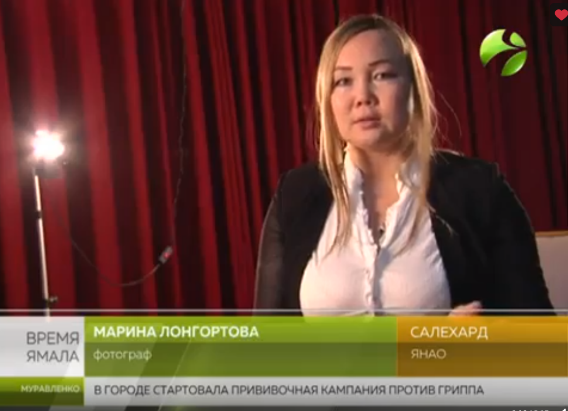 ВРЕМЯ
ЯМАЛА
МАРИНА ЛОНГОРТОВА
фотограф
САЛЕХАРД
ЯНАО
МУРАВЛЕНКО
В ГОРОДЕ СТАРТОВАЛА ПРИВИВОЧНАЯ КАМПАНИЯ ПРОТИВ ГРИППА